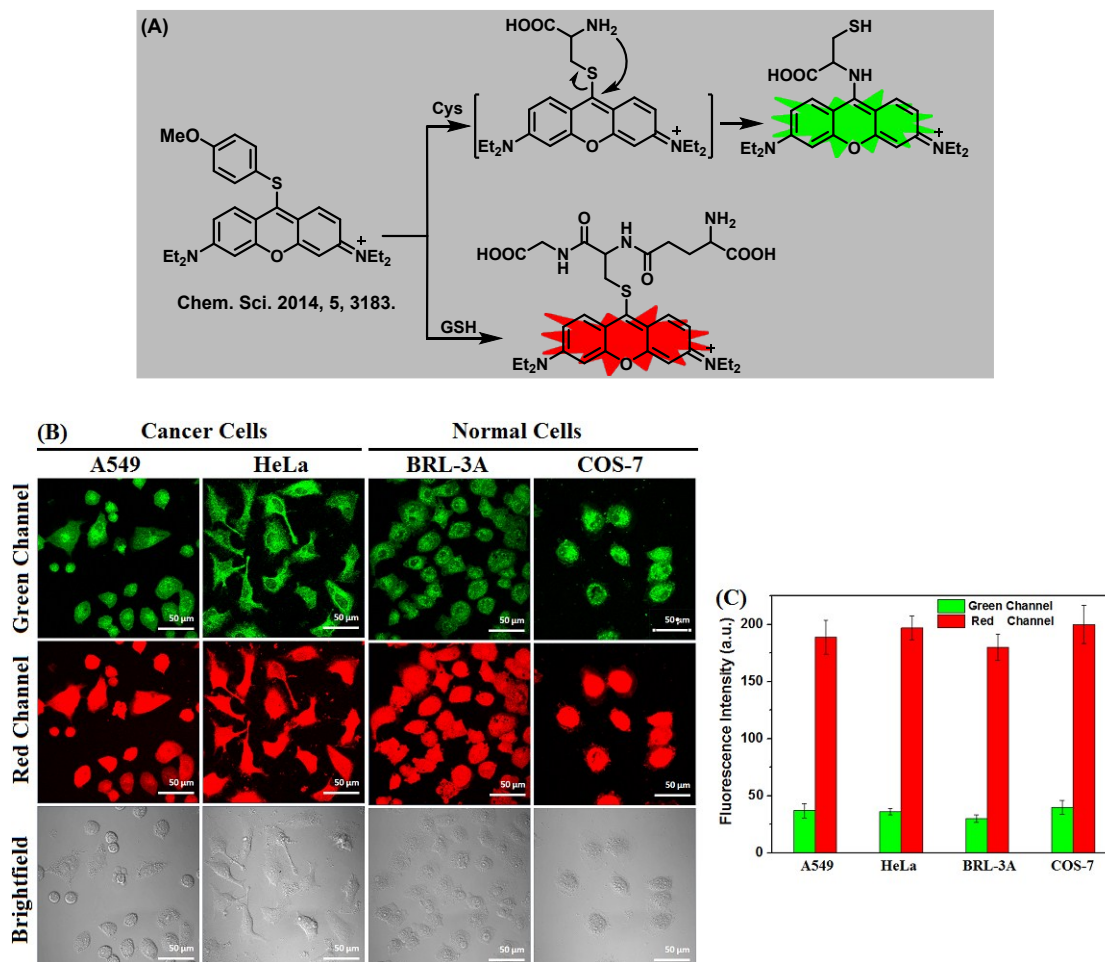 (A)
HOOC
NH2
S
Cys
Et2N
O
+
NEt2
SH
HOOC
NH
Et2N
O
+
NEt2
MeO
S
Et2N
O
+
NEt2
Chem. Sci. 2014, 5, 3183.
GSH
O
H
N
NH2
HOOC
N
H
O
COOH
S
Et2N
O
+
NEt2
(B)
Cancer Cells
Normal Cells
A549
HeLa
BRL-3A
COS-7
Green Channel
50 μm
50 μm
50 μm
50 μm
Red Channel
50 μm
50 μm
50 μm
50 μm
Brightfield
50 μm
50 μm
50 μm
50 μm
(C)
Green Channel
Red Channel
Fluorescence Intensity (a.u.)
200
150
100
50
0
A549
HeLa
BRL-3A
COS-7